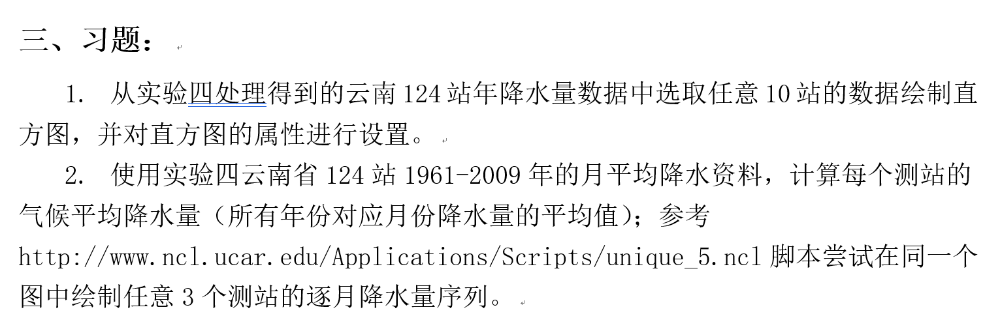 三、习题：
1. 从实验四处理得到的云南 124 站年降水量数据中选取任意 10 站的数据绘制直
方图，并对直方图的属性进行设置。
2. 使用实验四云南省 124 站 1961-2009 年的月平均降水资料，计算每个测站的
气候平均降水量（所有年份对应月份降水量的平均值）；参考
http://www.ncl.ucar.edu/Applications/Scripts/unique_5.ncl 脚本尝试在同一个
图中绘制任意 3 个测站的逐月降水量序列。